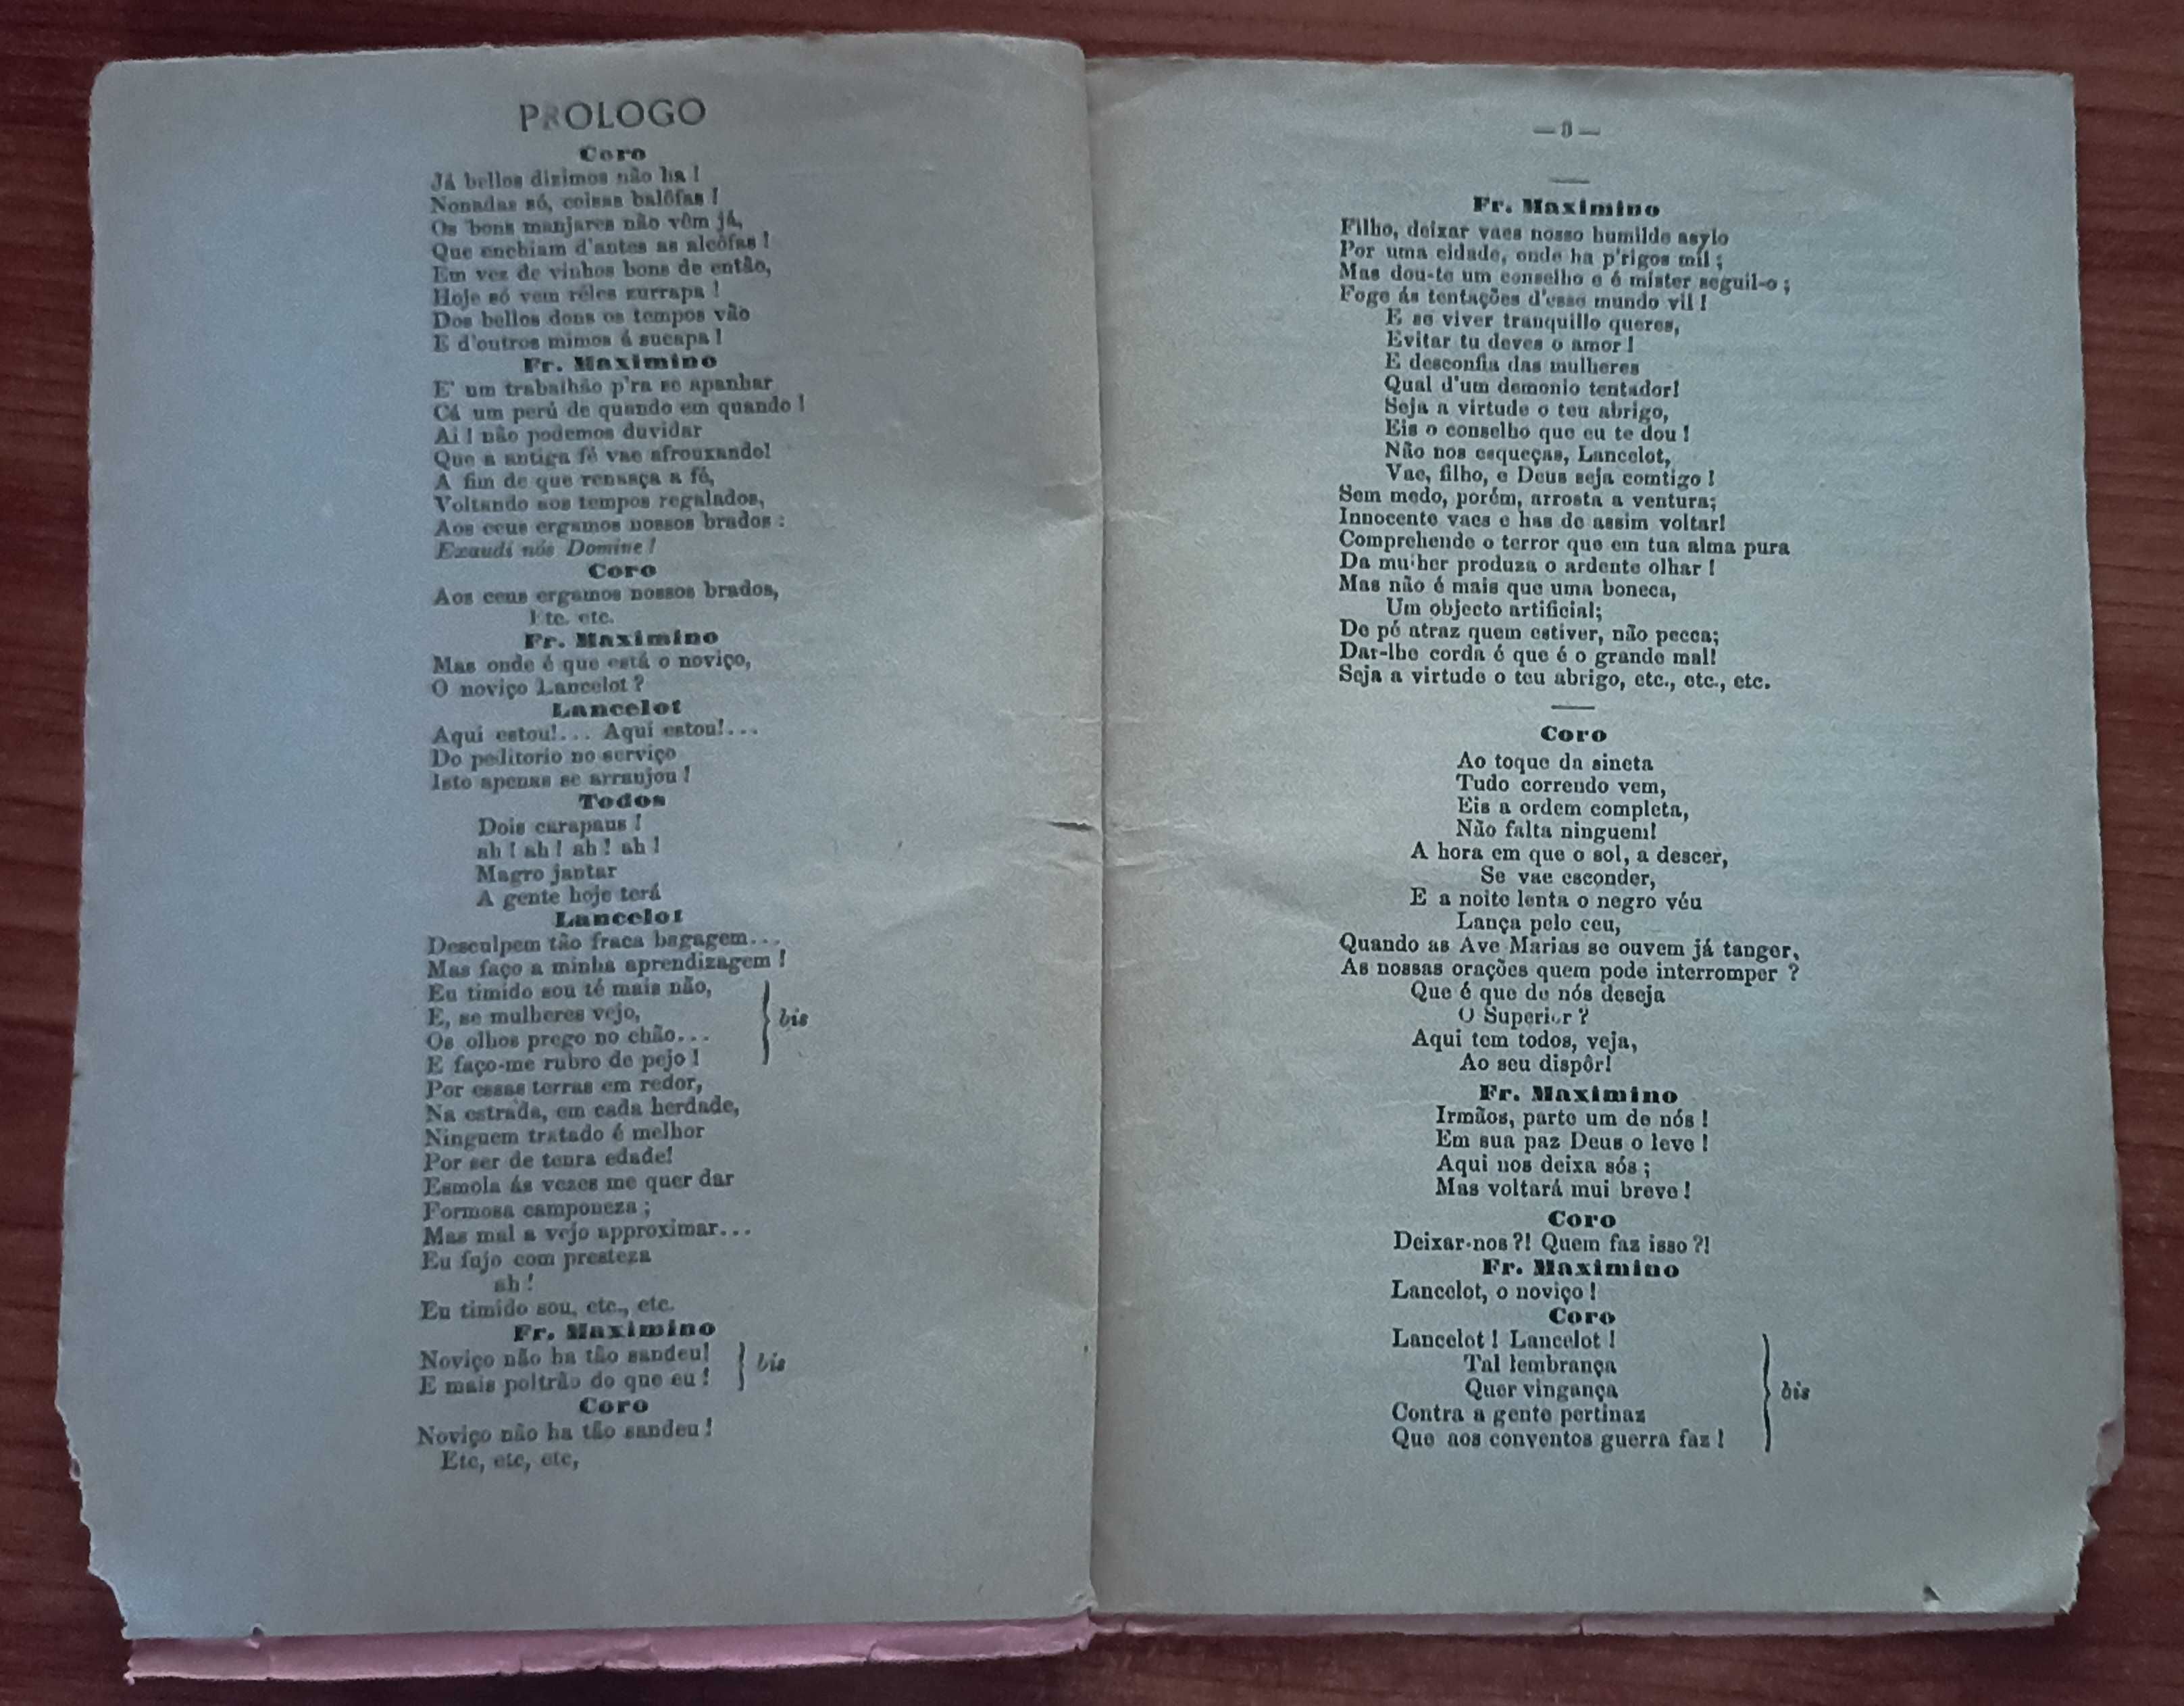 PROLOGO
Coro
Já bellos dizimos não ha !
Nonadas só, coisas balôfas !
Os bons manjares não vêm já,
Que enchiam d'antes as alcôfas !
Em vez de vinhos bons de então,
Hoje só vem réles zurrapa !
Dos bellos dons os tempos vão
E d'outros mimos á sucapa !
Fr. Maximino
E' um trabalhão p'ra se apanhar
Cá um perú de quando em quando !
Ai ! não podemos duvidar
Que a antiga fé vae afrouxando!
A fim de que renasça a fé,
Voltando aos tempos regalados,
Aos ceus ergamos nossos brados :
Exaudi nós Domine !
Coro
Aos ceus ergamos nossos brados,
Etc. etc.
Fr. Maximino
Mas onde é que está o noviço,
O noviço Lancelot ?
Lancelot
Aqui estou!... Aqui estou!...
Do peditorio no serviço
Isto apenas se arranjou !
Todos
Dois carapaus !
ah ! ah ! ah ! ah !
Magro jantar
A gente hoje terá
Lancelot
Desculpem tão fraca bagagem...
Mas faço a minha aprendizagem !
Eu timido sou té mais não,
E, se mulheres vejo,
Os olhos prego no chão...
E faço-me rubro de pejo !
bis
Por essas terras em redor,
Na estrada, em cada herdade,
Ninguem tratado é melhor
Por ser de tenra edade!
Esmola ás vezes me quer dar
Formosa camponeza ;
Mas mal a vejo approximar...
Eu fujo com presteza
ah !
Eu timido sou, etc., etc.
Fr. Maximino
Noviço não ha tão sandeu!
E mais poltrão do que eu !
bis
Coro
Noviço não ha tão sandeu !
Etc, etc, etc,
— 3 —
Fr. Maximino
Filho, deixar vaes nosso humilde asylo
Por uma cidade, onde ha p'rigos mil ;
Mas dou-te um conselho e é mister seguil-o ;
Foge ás tentações d'esse mundo vil !
E se viver tranquillo queres,
Evitar tu deves o amor !
E desconfia das mulheres
Qual d'um demonio tentador!
Seja a virtude o teu abrigo,
Eis o conselho que eu te dou !
Não nos esqueças, Lancelot,
Vae, filho, e Deus seja comtigo !
Sem medo, porém, arrosta a ventura;
Innocente vaes e has de assim voltar!
Comprehendo o terror que em tua alma pura
Da mulher produza o ardente olhar !
Mas não é mais que uma boneca,
Um objecto artificial;
De pé atraz quem estiver, não pecca;
Dar-lhe corda é que é o grande mal!
Seja a virtude o teu abrigo, etc., etc., etc.
Coro
Ao toque da sineta
Tudo correndo vem,
Eis a ordem completa,
Não falta ninguem!
A hora em que o sol, a descer,
Se vae esconder,
E a noite lenta o negro véu
Lança pelo ceu,
Quando as Ave Marias se ouvem já tanger,
As nossas orações quem pode interromper ?
Que é que de nós deseja
O Superior ?
Aqui tem todos, veja,
Ao seu dispôr!
Fr. Maximino
Irmãos, parte um de nós !
Em sua paz Deus o leve !
Aqui nos deixa sós ;
Mas voltará mui breve !
Coro
Deixar-nos ?! Quem faz isso ?!
Fr. Maximino
Lancelot, o noviço !
Coro
Lancelot ! Lancelot !
Tal lembrança
Quer vingança
bis
Contra a gente pertinaz
Que aos conventos guerra faz !